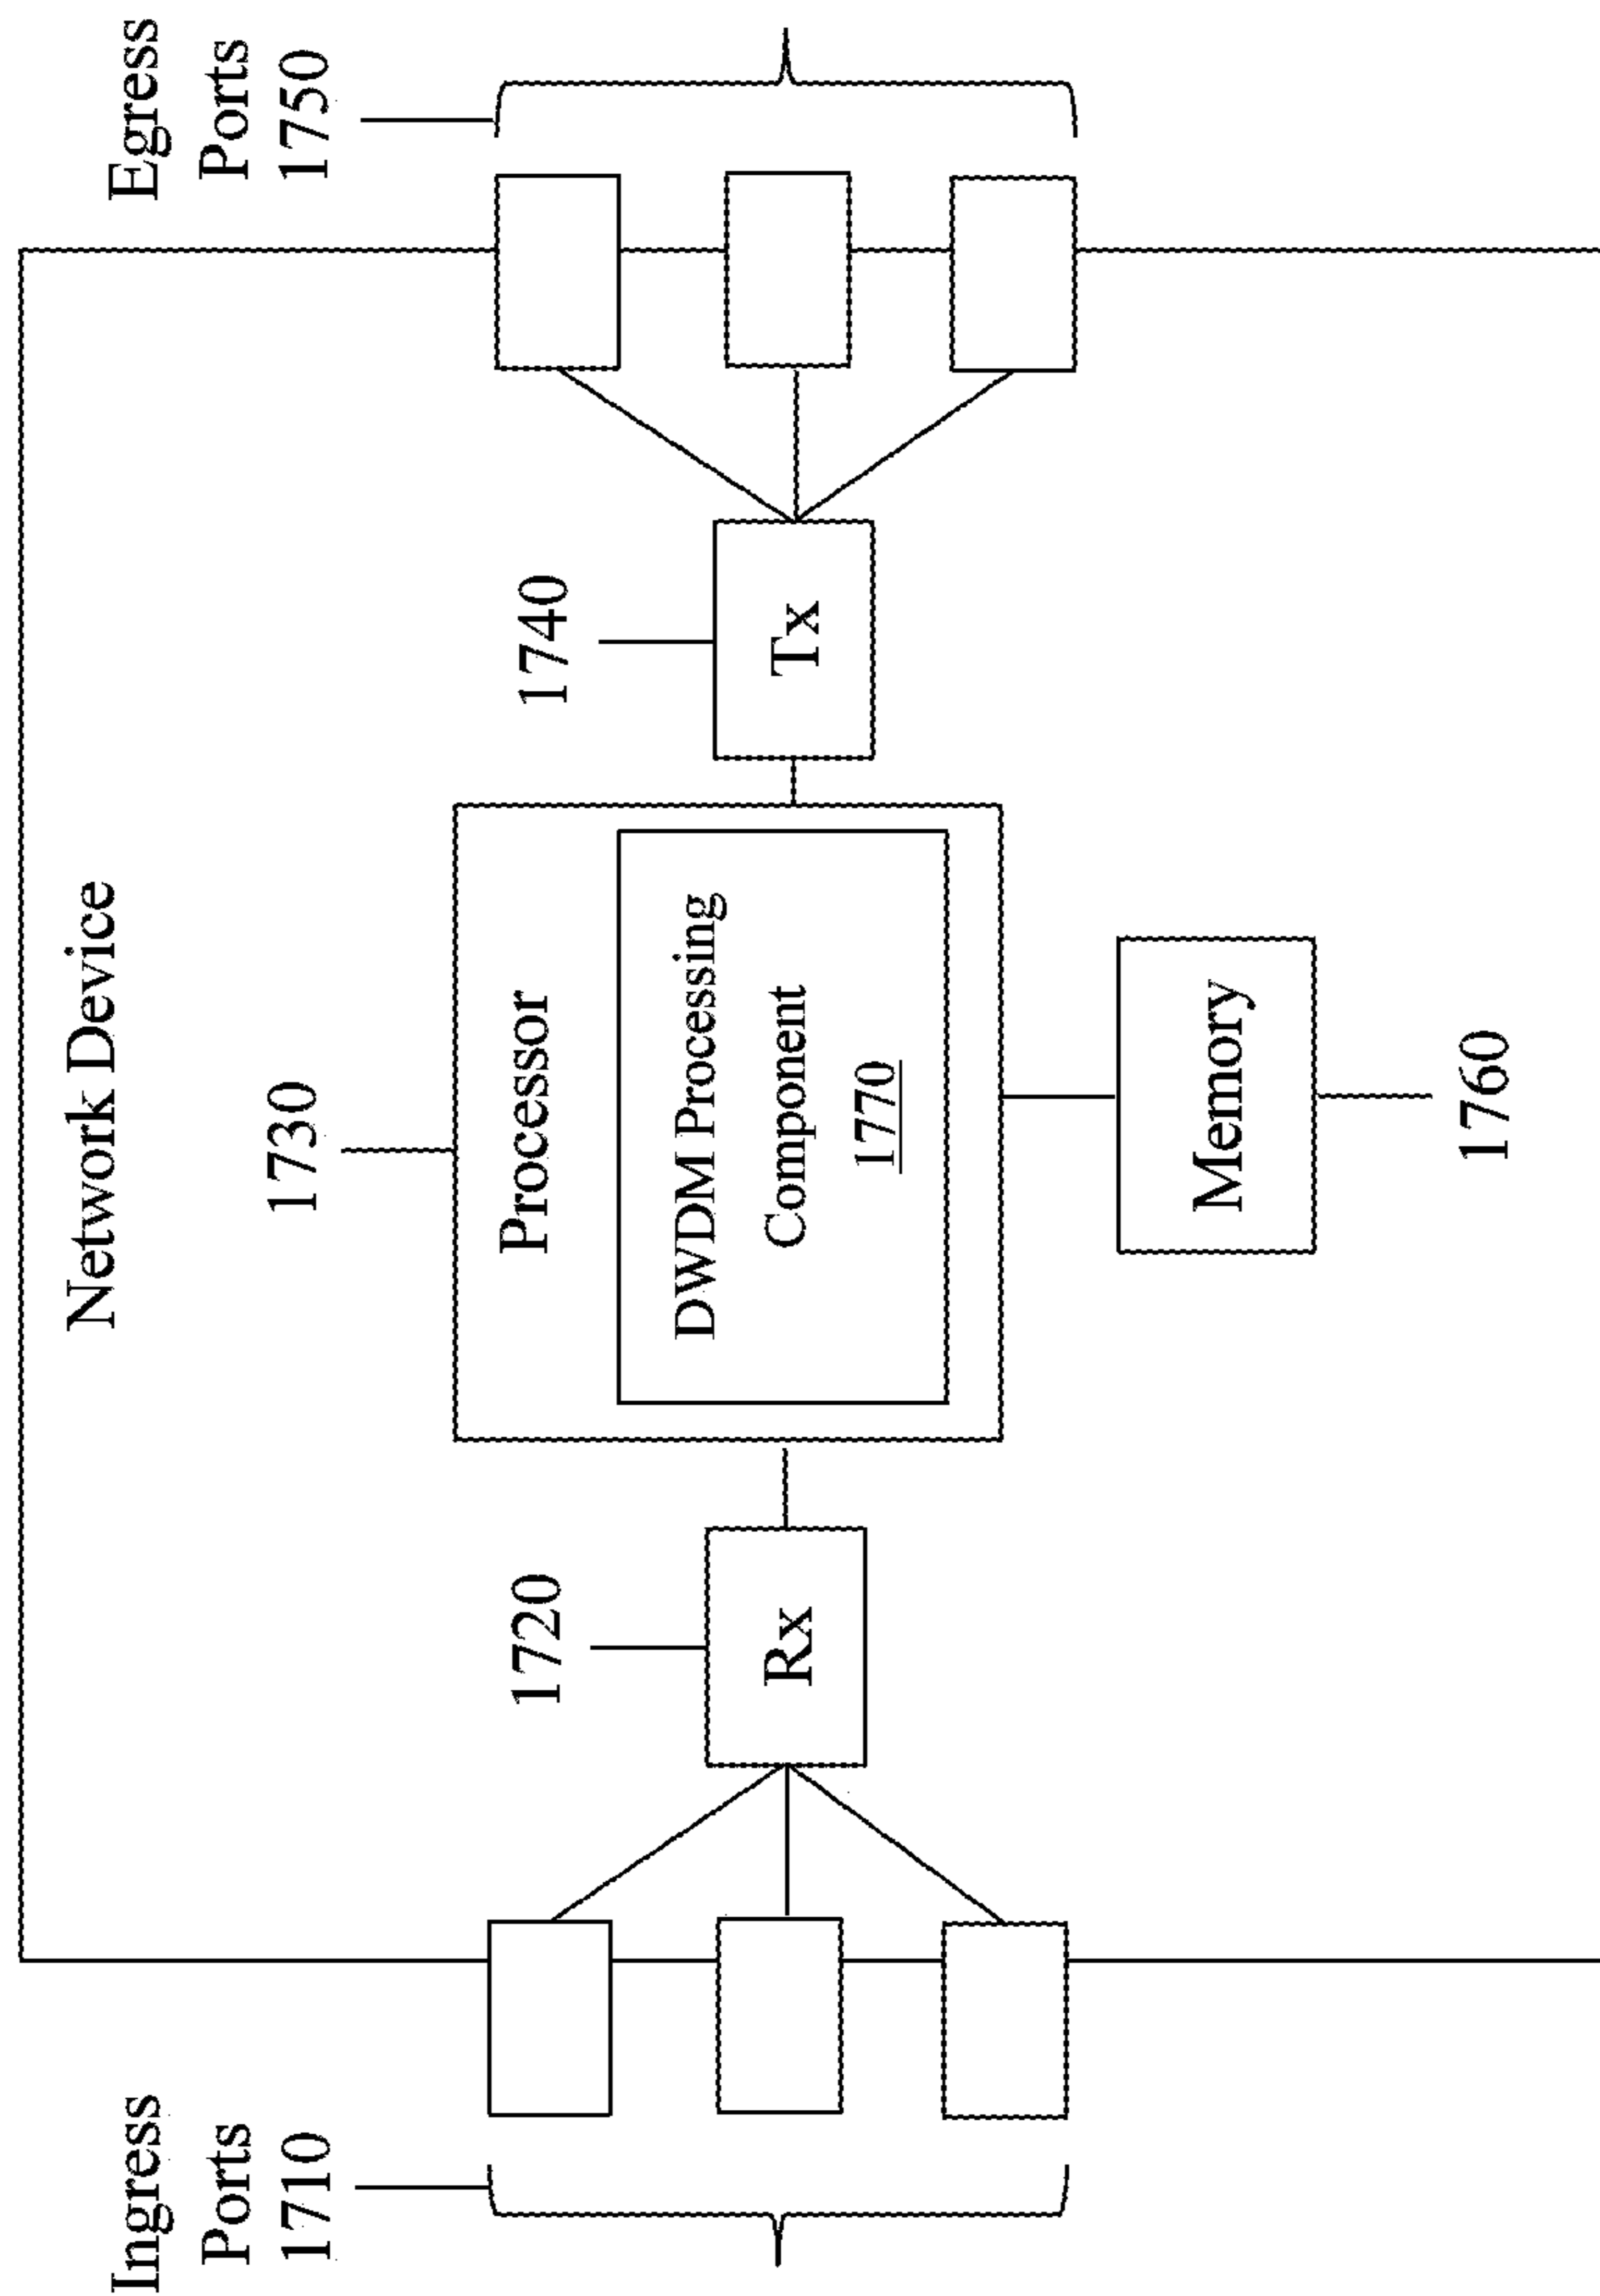 Network Device
Ingress
Ports
1710
1720
Rx
1730
Processor
DWDM Processing
Component
1770
Memory
1760
1740
Tx
Egress
Ports
1750